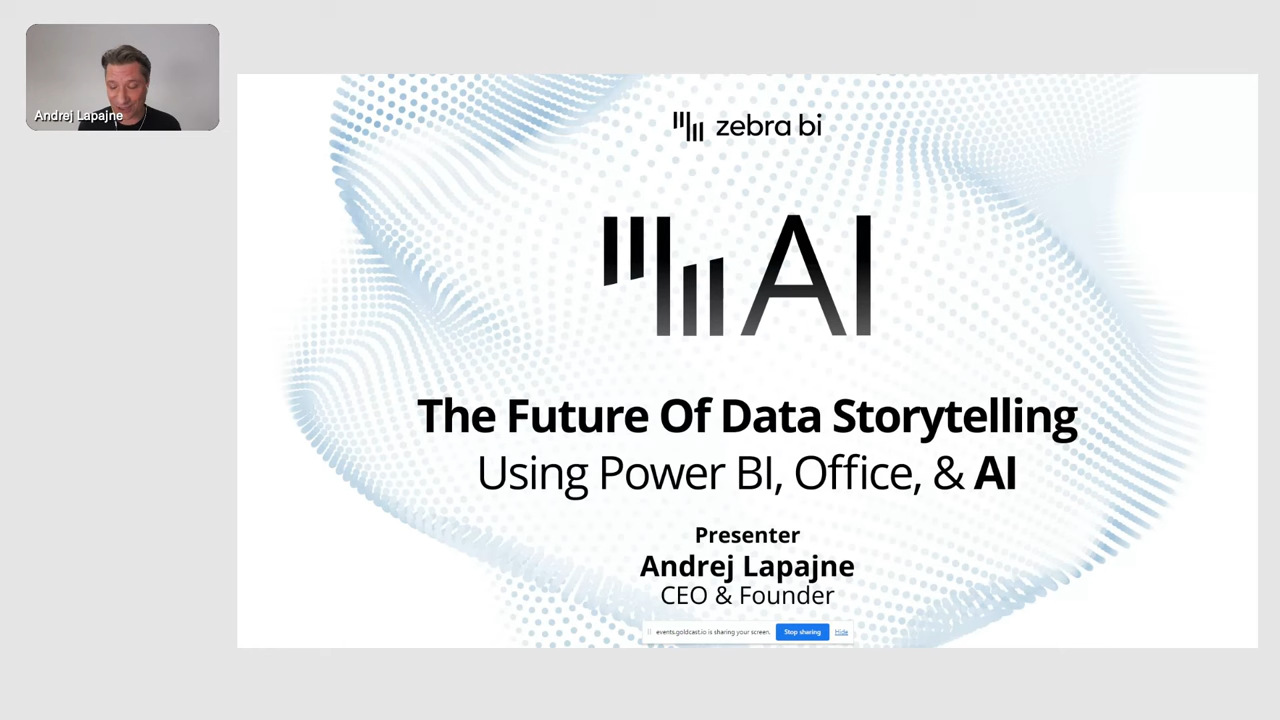 Andrej Lapajne
zebra bi
AI
The Future Of Data Storytelling
Using Power BI, Office, & AI
Presenter
Andrej Lapajne
CEO & Founder
events.goldcast.io is sharing your screen.
Stop sharing
Hide